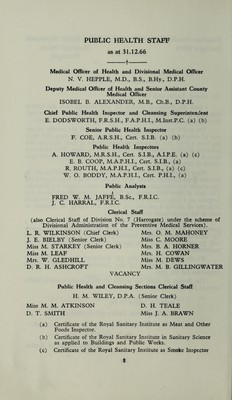 PUBLIC HEALTH STAFF
as at 31.12.66
Medical Officer of Health and Divisional Medical Officer
N. V. HEPPLE, M.D., B.S., B.Hy., D.P.H.
Deputy Medical Officer of Health and Senior Assistant County
Medical Officer
ISOBEL B. ALEXANDER, M.B., Ch.B., D.P.H.
Chief Public Health Inspector and Cleansing Superintendent
E. DODSWORTH, F.R.S.H., F.A.P.H.I., M.Inst.P.C. (a) (b)
Senior Public Health Inspector
F. COE, A.R.S.H., Cert. S.I.B. (a) (b)
Public Health Inspectors
A. HOWARD, M.R.S.H., Cert. S.I.B., A.I.P.E. (a) (c)
E. B. COOP, M.A.P.H.I., Cert. S.I.B., (a)
R. ROUTH, M.A.P.H.I., Cert. S.I.B., (a) (c)
W. O. BODDY, M.A.P.H.I., Cert. P.H.I., (a)
Public Analysts
FRED W. M. JAFFÉ, B.Sc., F.R.I.C.
J. C. HARRAL, F.R.I.C.
Clerical Staff
(also Clerical Staff of Division No. 7 (Harrogate) under the scheme of
Divisional Administration of the Preventive Medical Services).
L. R. WILKINSON (Chief Clerk) Mrs. O. M. MAHONEY
J. E. BIELBY (Senior Clerk) Miss C. MOORE
Miss M. STARKEY (Senior Clerk) Mrs. B. A. HORNER
Miss M. LEAF Mrs. H. COWAN
Mrs. W. GLEDHILL Miss M. DEWS
D. R. H. ASHCROFT Mrs. M. B. GILLINGWATER
VACANCY
Public Health and Cleansing Sections Clerical Staff
H. M. WILEY, D.P.A. (Senior Clerk)
Miss M. M. ATKINSON D. H. TEALE
D. T. SMITH Miss J. A. BRAWN
(a) Certificate of the Royal Sanitary Institute as Meat and Other
Foods Inspector.
(b) Certificate of the Royal Sanitary Institute in Sanitary Science
as applied to Buildings and Public Works.
(c) Certificate of the Royal Sanitary Institute as Smoke Inspector
8